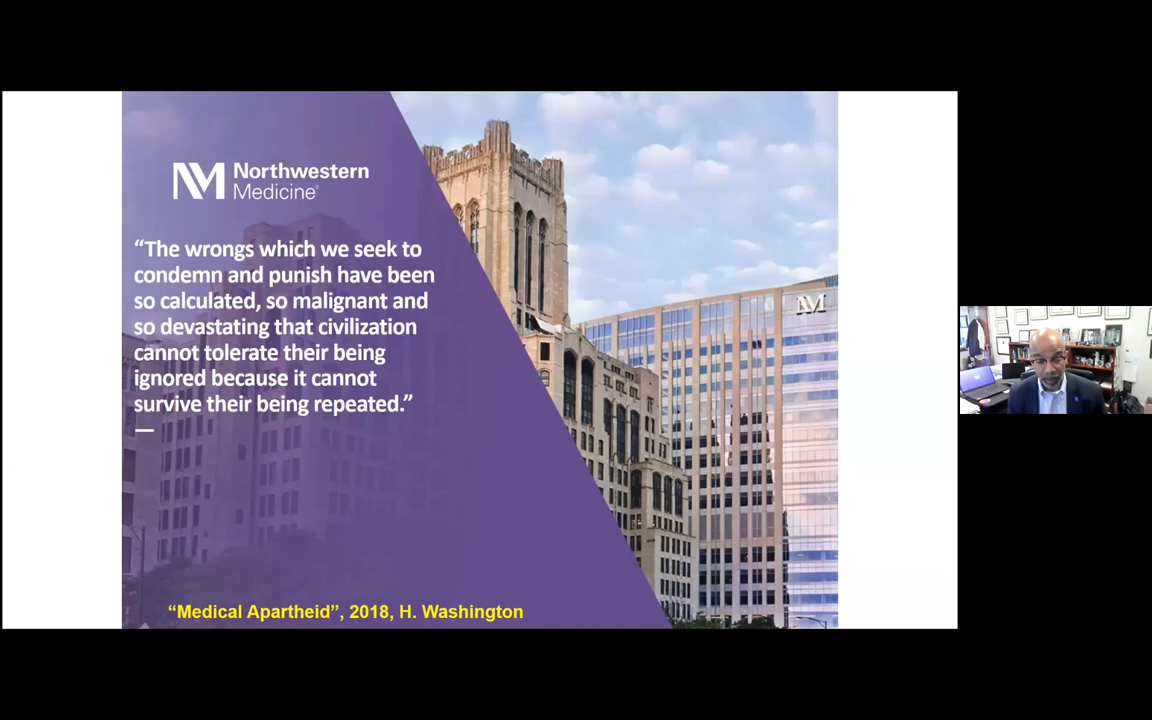 Northwestern
Medicine®
“The wrongs which we seek to
condemn and punish have been
so calculated, so malignant and
so devastating that civilization
cannot tolerate their being
ignored because it cannot
survive their being repeated.”
—
“Medical Apartheid”, 2018, H. Washington